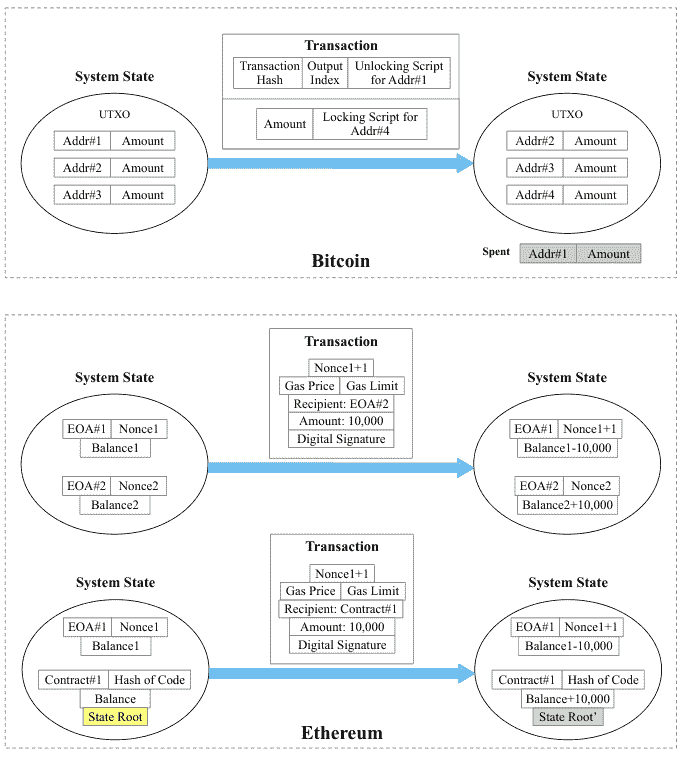 Transaction
Transaction Hash
Output Index
Unlocking Script for Addr#1
Amount
Locking Script for Addr#4
System State
UTXO
Addr#1 Amount
Addr#2 Amount
Addr#3 Amount
System State
UTXO
Addr#2 Amount
Addr#3 Amount
Addr#4 Amount
Spent Addr#1 Amount
Bitcoin
Transaction
Nonce1+1
Gas Price Gas Limit
Recipient: EOA#2
Amount: 10,000
Digital Signature
System State
EOA#1 Nonce1
Balance1
EOA#2 Nonce2
Balance2
System State
EOA#1 Nonce1+1
Balance1-10,000
EOA#2 Nonce2
Balance2+10,000
Transaction
Nonce1+1
Gas Price Gas Limit
Recipient: Contract#1
Amount: 10,000
Digital Signature
System State
EOA#1 Nonce1
Balance1
Contract#1 Hash of Code
Balance
State Root
System State
EOA#1 Nonce1+1
Balance1-10,000
Contract#1 Hash of Code
Balance+10,000
State Root’
Ethereum